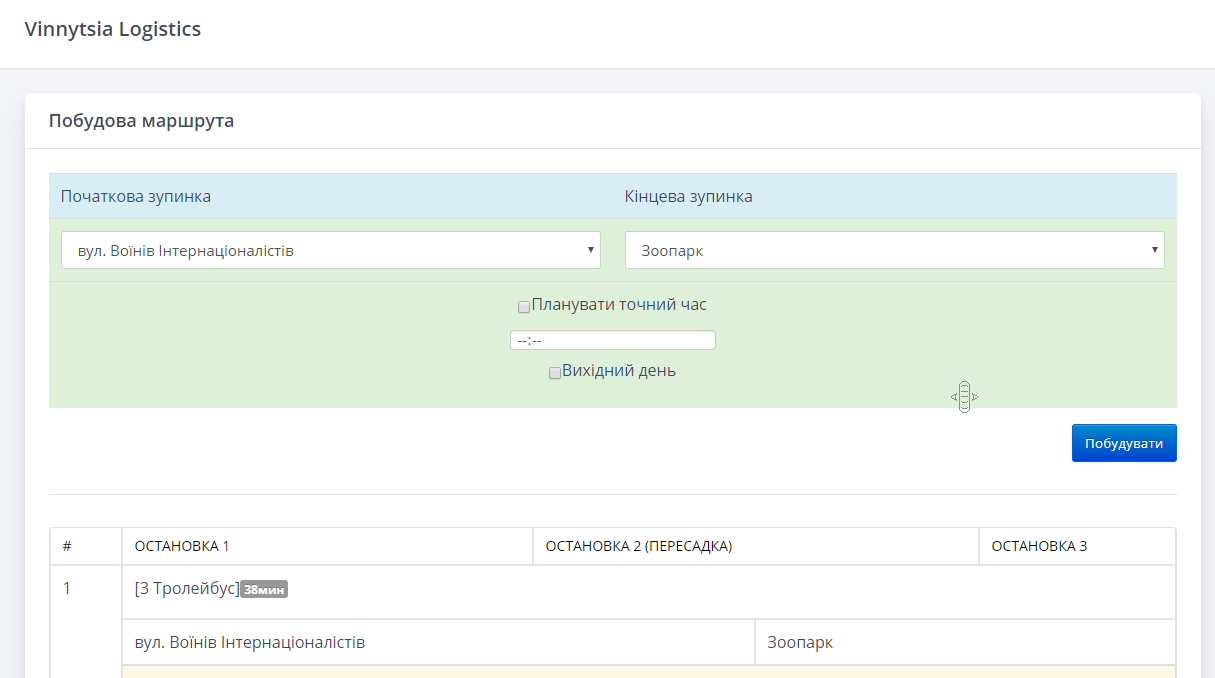 Vinnytsia Logistics
Побудова маршрута
Початкова зупинка Кінцева зупинка
вул. Воїнів Інтернаціоналістів Зоопарк
Планувати точний час
--:--
Вихідний день
Побудувати
# ОСТАНОВКА 1 ОСТАНОВКА 2 (ПЕРЕСАДКА) ОСТАНОВКА 3
1 [3 Тролейбус]38мин
вул. Воїнів Інтернаціоналістів Зоопарк